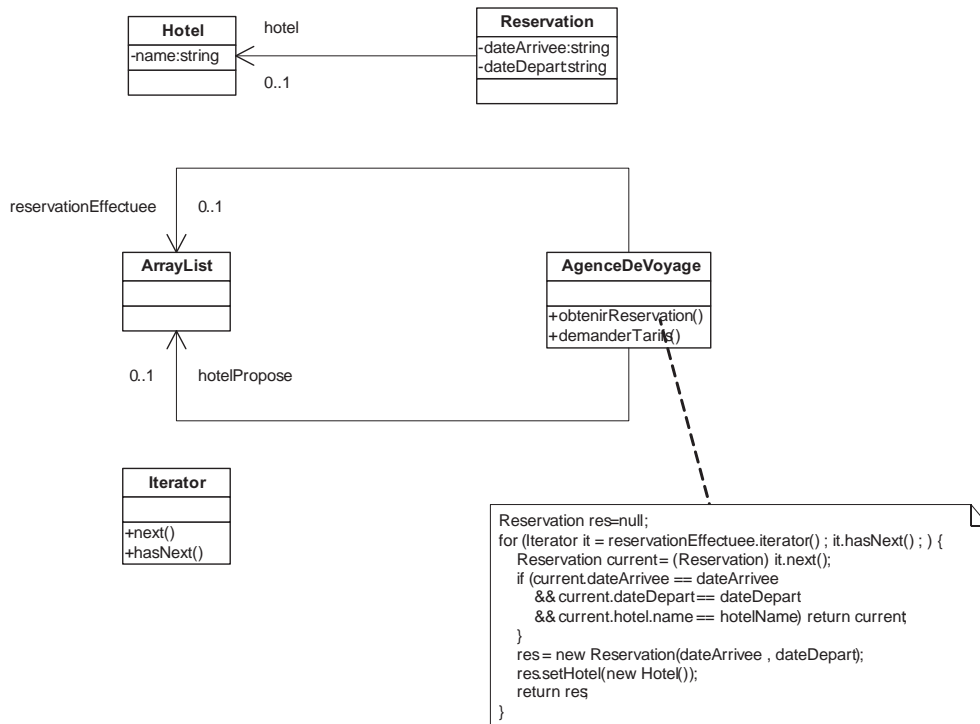 Hotel
-name:string
hotel
0..1
Reservation
-dateArrivee:string
-dateDepart:string
reservationEffectuee
0..1
ArrayList
AgenceDeVoyage
+obtenirReservation()
+demanderTarifs()
0..1
hotelPropose
Iterator
+next()
+hasNext()
Reservation res=null;
for (Iterator it = reservationEffectuee.iterator() ; it.hasNext() ; ) {
Reservation current= (Reservation) it.next();
if (current.dateArrivee == dateArrivee
&& current.dateDepart== dateDepart
&& current.hotel.name == hotelName) return current;
}
res = new Reservation(dateArrivee , dateDepart);
res.setHotel(new Hotel());
return res;
}